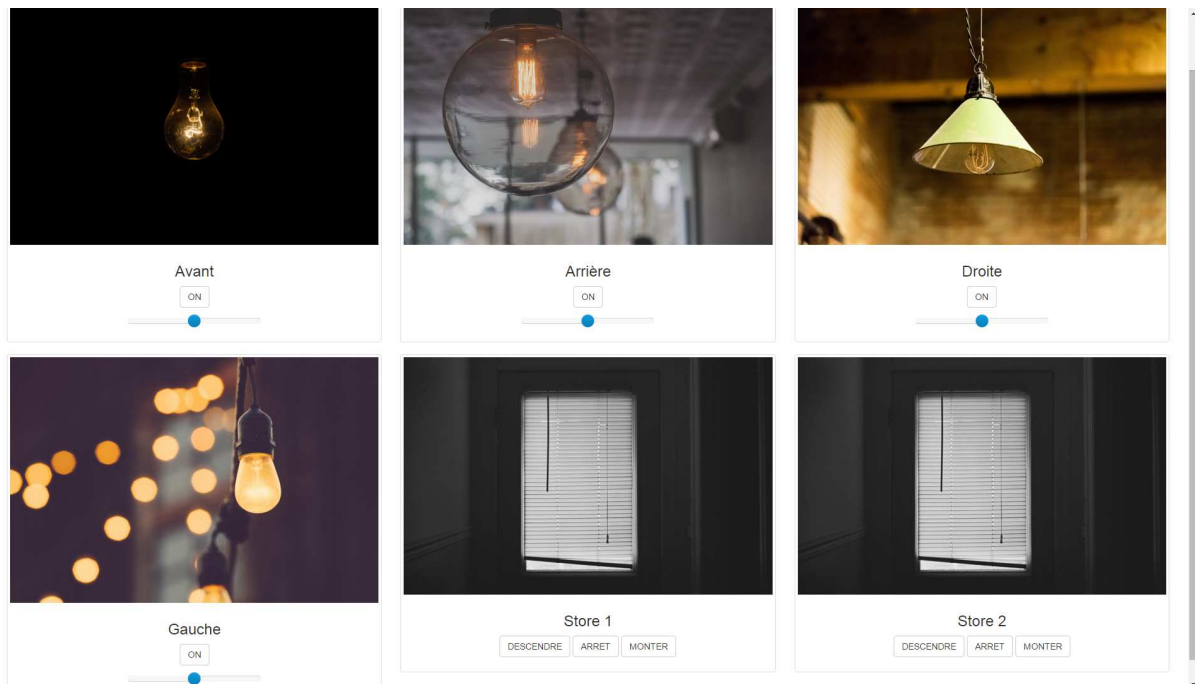 Avant
ON
Arrière
ON
Droite
ON
Gauche
ON
Store 1
DESCENDRE ARRET MONTER
Store 2
DESCENDRE ARRET MONTER